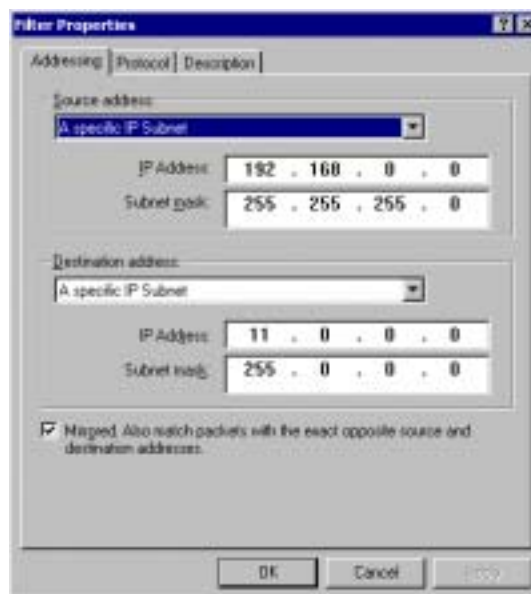 Filter Properties
Addressing Protocol Description
Source address:
A specific IP Subnet
IP Address: 192 . 168 . 0 . 0
Subnet mask: 255 . 255 . 255 . 0
Destination address:
A specific IP Subnet
IP Address: 11 . 0 . 0 . 0
Subnet mask: 255 . 0 . 0 . 0
Mirrored. Also match packets with the exact opposite source and
destination addresses.
OK Cancel Apply